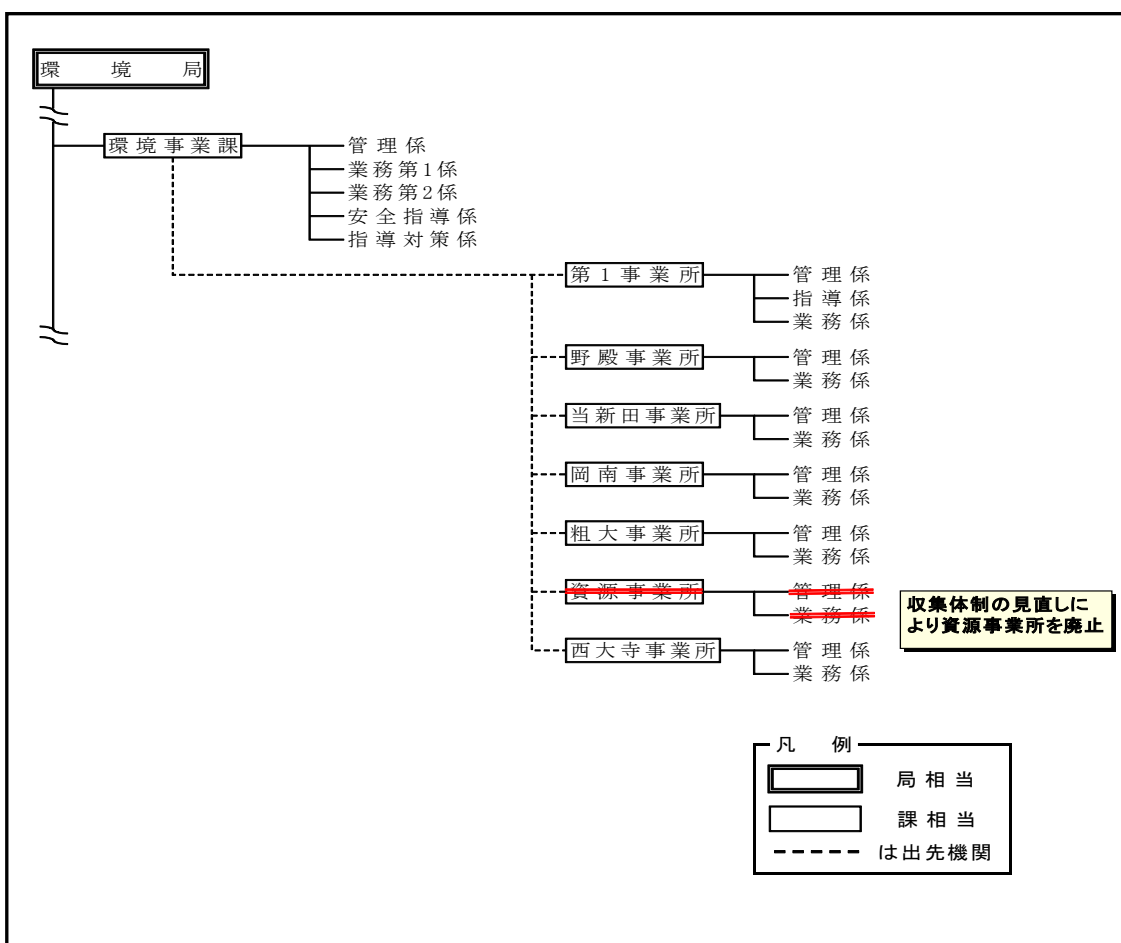 環境局
環境事業課
管理係
業務第1係
業務第2係
安全指導係
指導対策係
第1事業所
管理係
指導係
業務係
野殿事業所
管理係
業務係
当新田事業所
管理係
業務係
岡南事業所
管理係
業務係
粗大事業所
管理係
業務係
資源事業所
管理係
業務係
収集体制の見直しに
より資源事業所を廃止
西大寺事業所
管理係
業務係
凡例
局相当
課相当
は出先機関